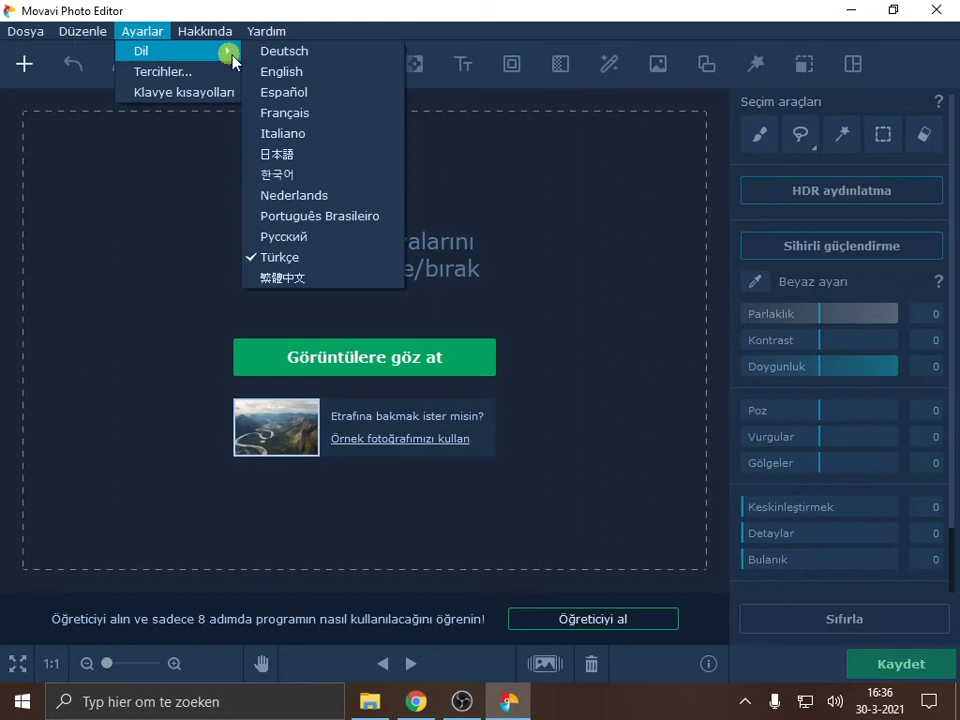 Movavi Photo Editor
Dosya Düzenle Ayarlar Hakkında Yardım
Dil
Tercihler...
Klavye kısayolları
Deutsch
English
Español
Français
Italiano
日本語
한국어
Nederlands
Português Brasileiro
Русский
Türkçe
繁體中文
Görüntülere göz at
Etrafına bakmak ister misin?
Örnek fotoğrafımızı kullan
Seçim araçları ?
HDR aydınlatma
Sihirli güçlendirme
Beyaz ayarı ?
Parlaklık 0
Kontrast 0
Doygunluk 0
Poz 0
Vurgular 0
Gölgeler 0
Keskinleştirmek 0
Detaylar 0
Bulanık 0
Öğreticiyi alın ve sadece 8 adımda programın nasıl kullanılacağını öğrenin!
Öğreticiyi al
Sıfırla
1:1
Kaydet
Typ hier om te zoeken
16:36
30-3-2021